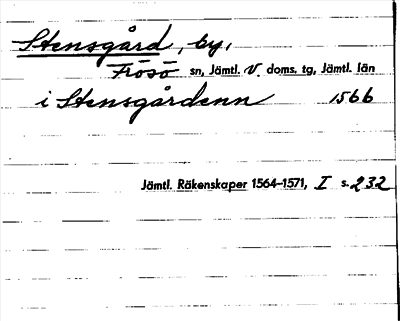 Stensgård, by,
Frösö sn, Jämtl. V. doms. tg, Jämtl. län
i Stensgårdenn 1566
Jämtl. Räkenskaper 1564-1571, I s. 232